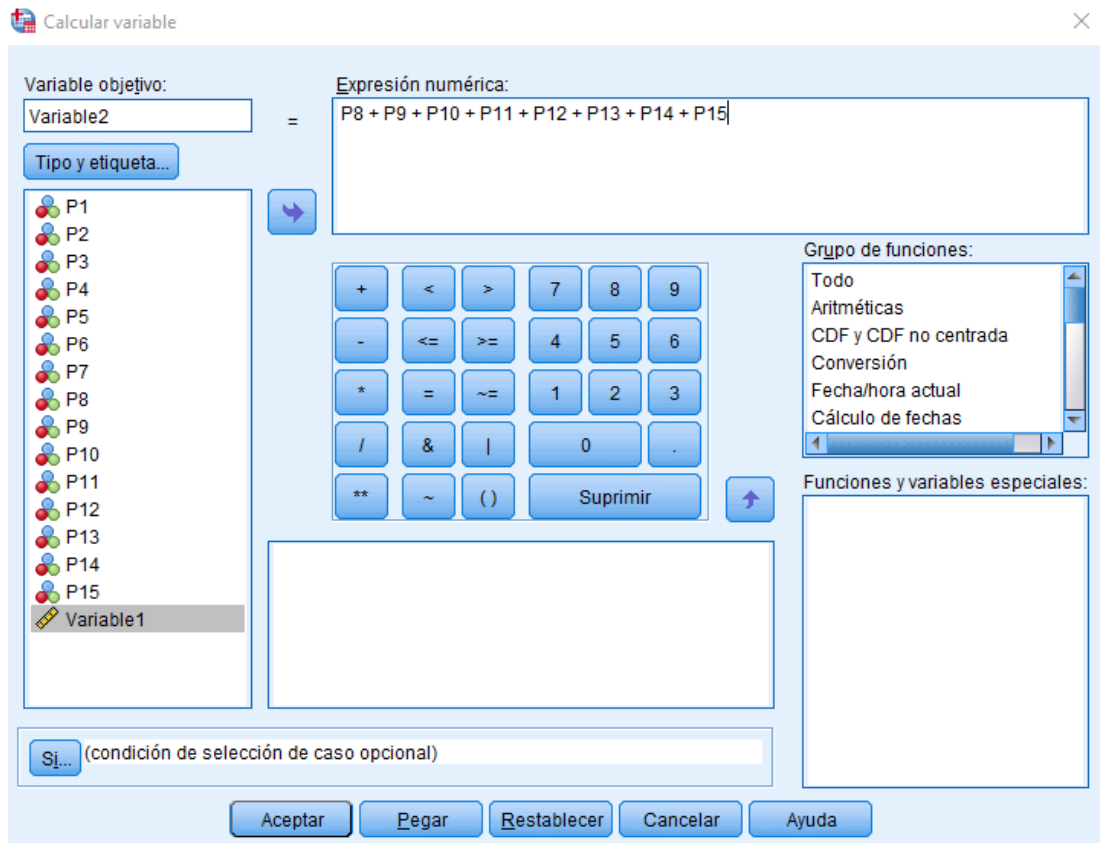 Calcular variable
Variable objetivo:
Variable2
=
Expresión numérica:
P8 + P9 + P10 + P11 + P12 + P13 + P14 + P15
Tipo y etiqueta...
P1
P2
P3
P4
P5
P6
P7
P8
P9
P10
P11
P12
P13
P14
P15
Variable1
+ < > 7 8 9
- <= >= 4 5 6
* = ~= 1 2 3
/ & | 0 .
** ~ ( ) Suprimir
Grupo de funciones:
Todo
Aritméticas
CDF y CDF no centrada
Conversión
Fecha/hora actual
Cálculo de fechas
Funciones y variables especiales:
Si... (condición de selección de caso opcional)
Aceptar Pegar Restablecer Cancelar Ayuda